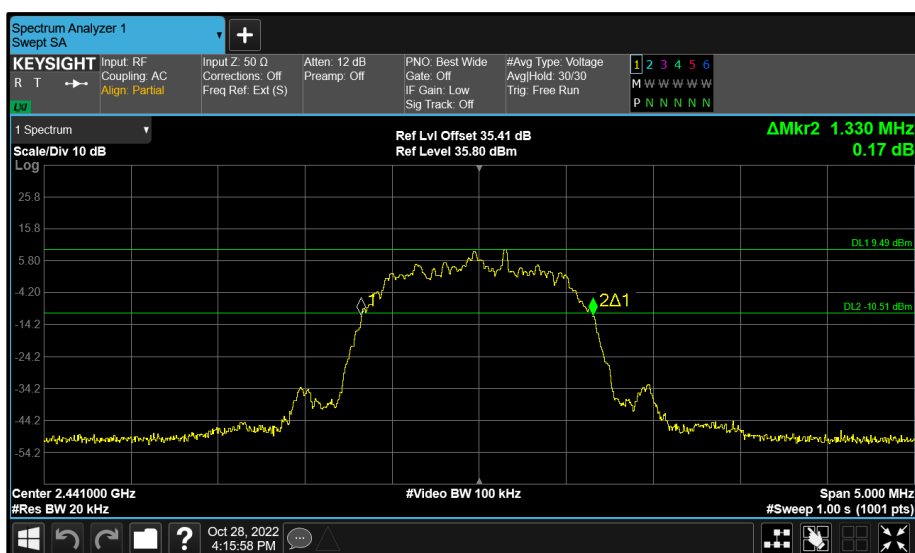 Spectrum Analyzer 1
Swept SA
+
KEYSIGHT
R T
LXI
Input: RF
Coupling: AC
Align: Partial
Input Z: 50 Ω
Corrections: Off
Freq Ref: Ext (S)
Atten: 12 dB
Preamp: Off
PNO: Best Wide
Gate: Off
IF Gain: Low
Sig Track: Off
#Avg Type: Voltage
Avg|Hold: 30/30
Trig: Free Run
1 2 3 4 5 6
M W W W W W
P N N N N N
1 Spectrum
Scale/Div 10 dB
Log
Ref Lvl Offset 35.41 dB
Ref Level 35.80 dBm
ΔMkr2 1.330 MHz
0.17 dB
25.8
15.8
DL1 9.49 dBm
5.80
-4.20
1
2Δ1
DL2 -10.51 dBm
-14.2
-24.2
-34.2
-44.2
-54.2
Center 2.441000 GHz
#Res BW 20 kHz
#Video BW 100 kHz
Span 5.000 MHz
#Sweep 1.00 s (1001 pts)
?
Oct 28, 2022
4:15:58 PM